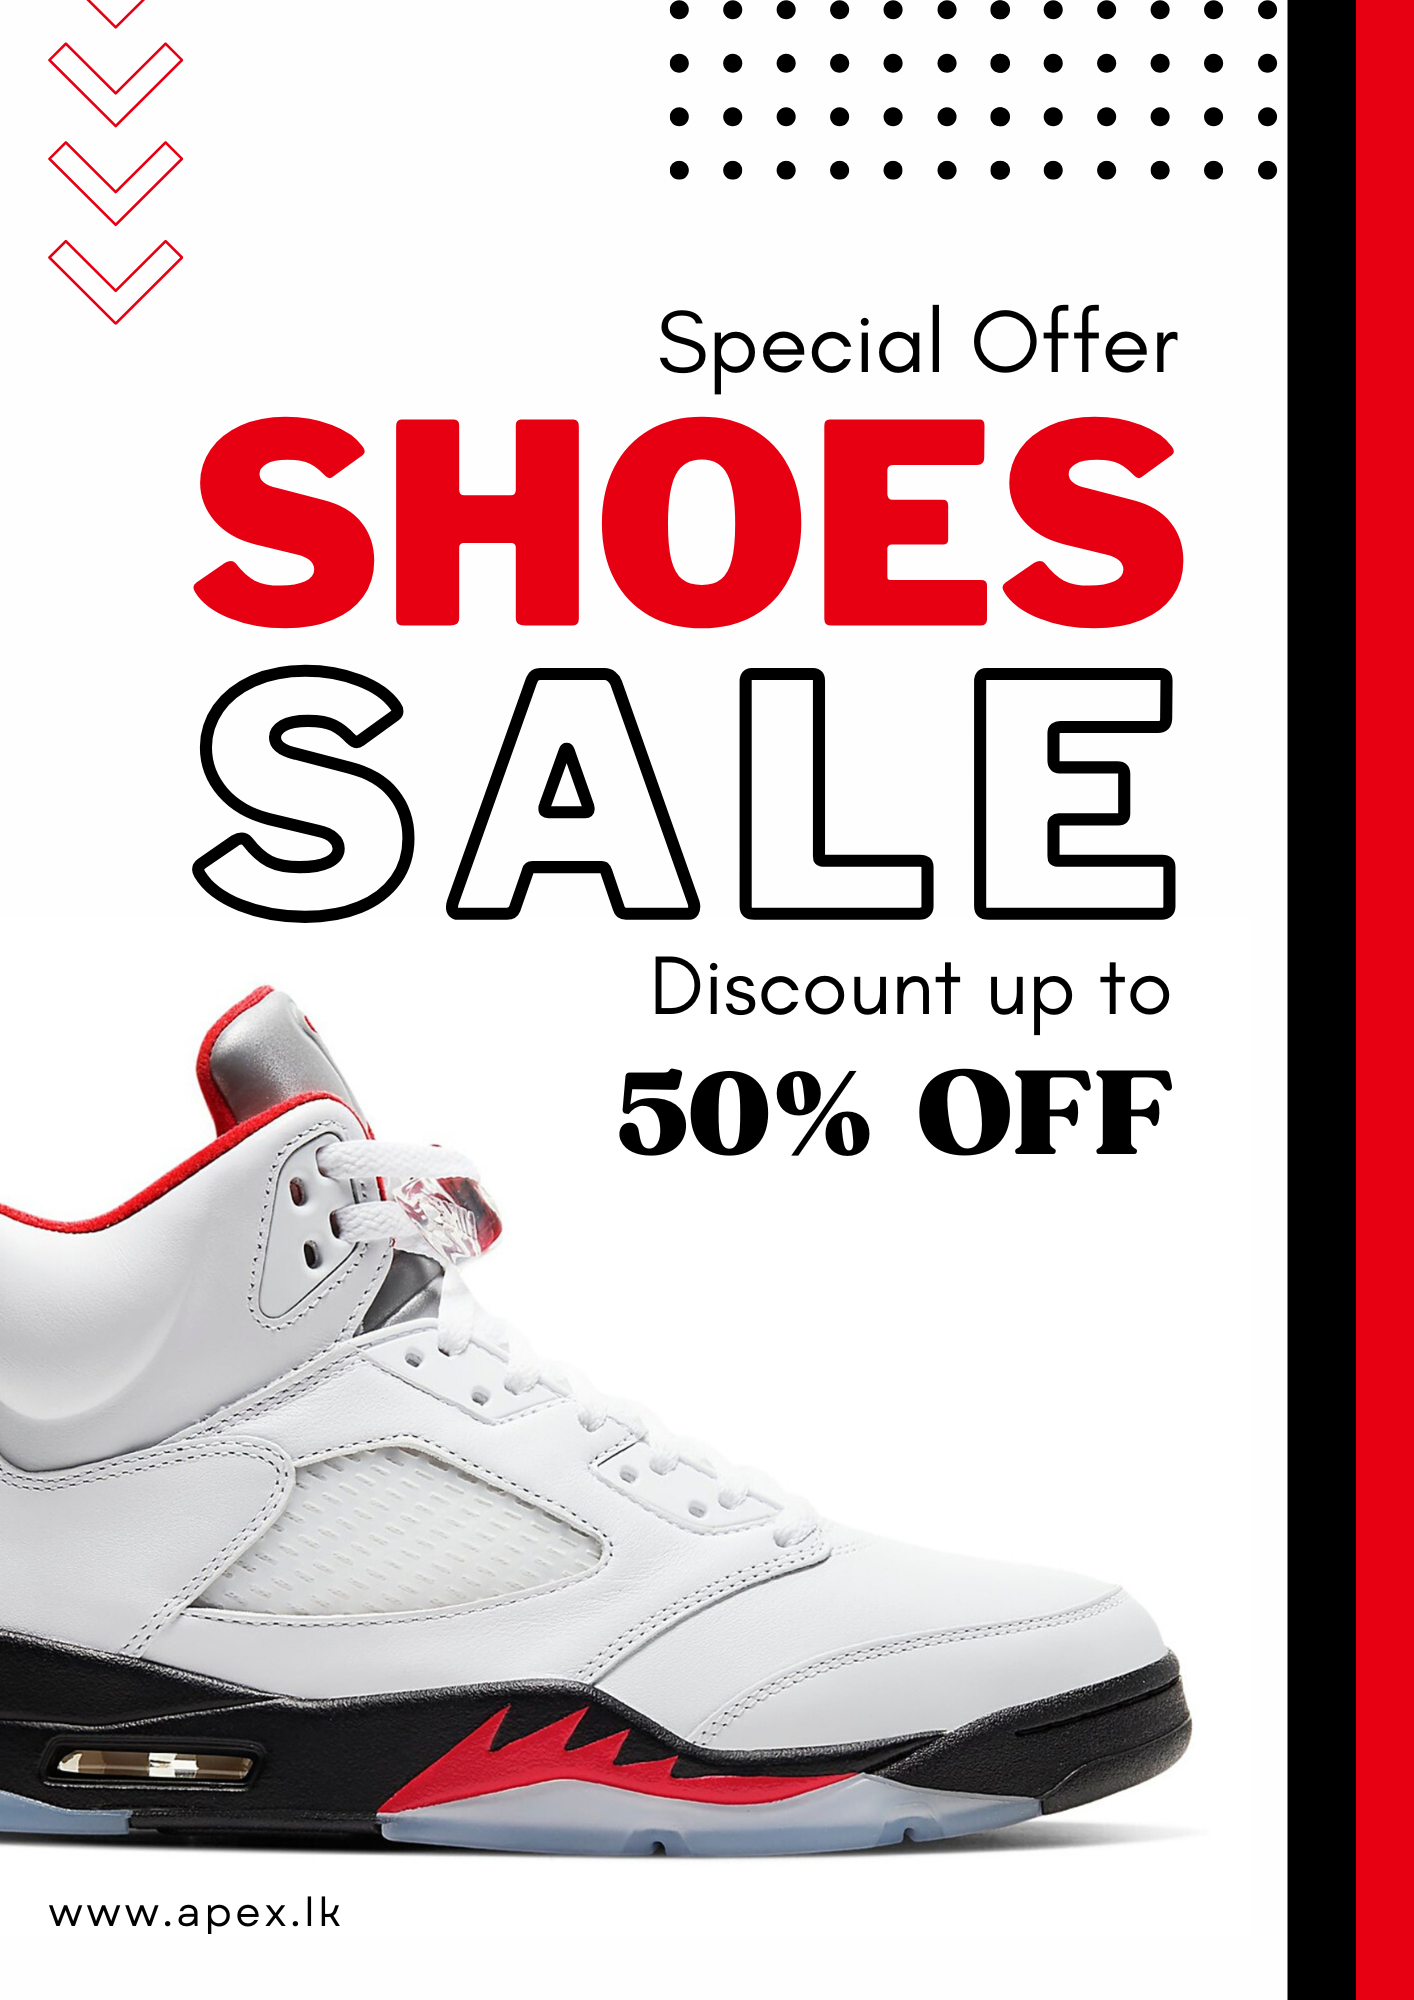 Special Offer
SHOES
SALE
Discount up to
50% OFF
www.apex.lk